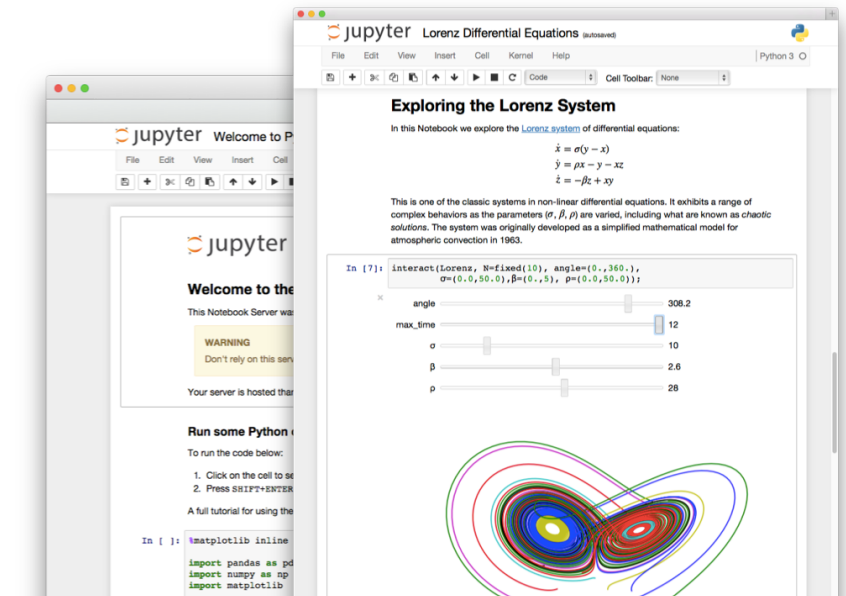 jupyter Lorenz Differential Equations (autosaved)
File Edit View Insert Cell Kernel Help Python 3
Code Cell Toolbar: None
Exploring the Lorenz System
In this Notebook we explore the Lorenz system of differential equations:
ẋ = σ(y − x)
ẏ = ρx − y − xz
ż = −βz + xy
This is one of the classic systems in non-linear differential equations. It exhibits a range of
complex behaviors as the parameters (σ, β, ρ) are varied, including what are known as chaotic
solutions. The system was originally developed as a simplified mathematical model for
atmospheric convection in 1963.
In [7]: interact(Lorenz, N=fixed(10), angle=(0.,360.),
σ=(0.0,50.0),β=(0.,5), ρ=(0.0,50.0));
angle 308.2
max_time 12
σ 10
β 2.6
ρ 28
jupyter Welcome to P
File Edit View Insert Cell
jupyter
Welcome to the
This Notebook Server wa
WARNING
Don't rely on this serv
Your server is hosted than
Run some Python
To run the code below:
1. Click on the cell to se
2. Press SHIFT+ENTER
A full tutorial for using the
In [ ]: %matplotlib inline
import pandas as pd
import numpy as np
import matplotlib